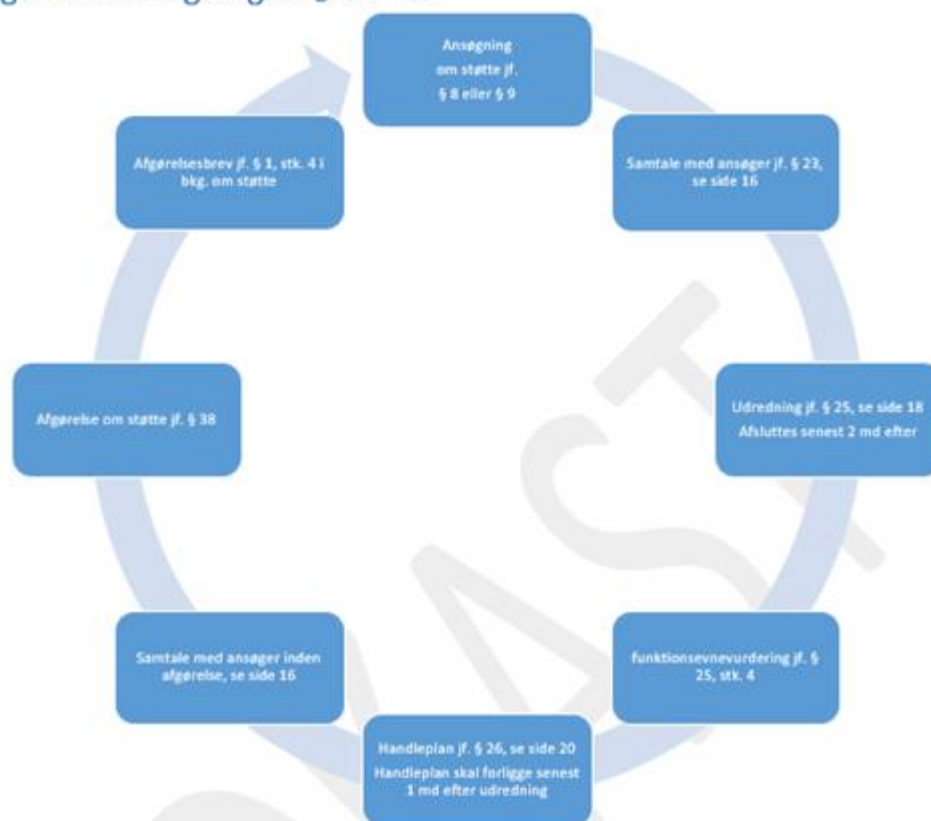 Ansøgning
om støtte jf.
§ 8 eller § 9
Samtale med ansøger jf. § 23,
se side 16
Udredning jf. § 25, se side 18
Afsluttes senest 2 md efter
funktionsevnevurdering jf. §
25, stk. 4
Handleplan jf. § 26, se side 20
Handleplan skal forligge senest
1 md efter udredning
Samtale med ansøger inden
afgørelse, se side 16
Afgørelse om støtte jf. § 38
Afgørelsesbrev jf. § 1, stk. 4 i
bkg. om støtte